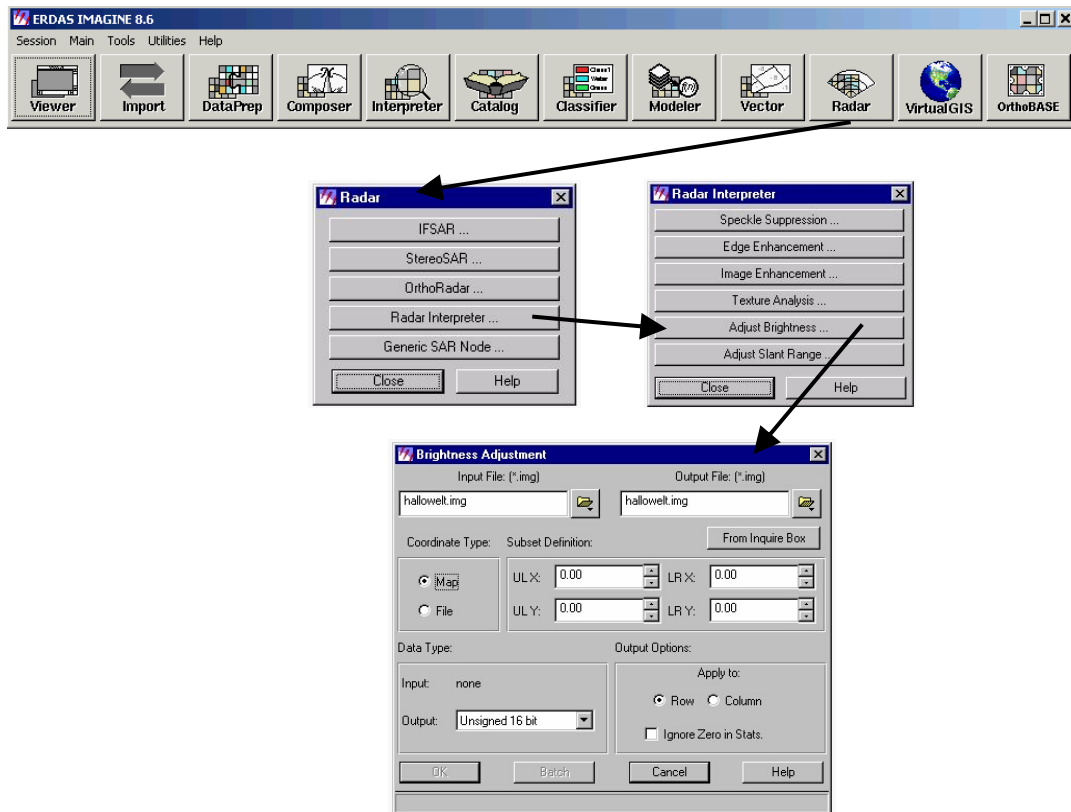 ERDAS IMAGINE 8.6
Session Main Tools Utilities Help
Viewer Import DataPrep Composer Interpreter Catalog Classifier Modeler Vector Radar VirtualGIS OrthoBASE
Class1
Water
Grass
f(n)
Radar
IFSAR ...
StereoSAR ...
OrthoRadar ...
Radar Interpreter ...
Generic SAR Node ...
Close Help
Radar Interpreter
Speckle Suppression ...
Edge Enhancement ...
Image Enhancement ...
Texture Analysis ...
Adjust Brightness ...
Adjust Slant Range ...
Close Help
Brightness Adjustment
Input File: (*.img) Output File: (*.img)
hallowelt.img hallowelt.img
From Inquire Box
Coordinate Type: Subset Definition:
Map UL X: 0.00 LR X: 0.00
File UL Y: 0.00 LR Y: 0.00
Data Type: Output Options:
Apply to:
Input: none
Row Column
Output: Unsigned 16 bit
Ignore Zero in Stats.
OK Batch Cancel Help